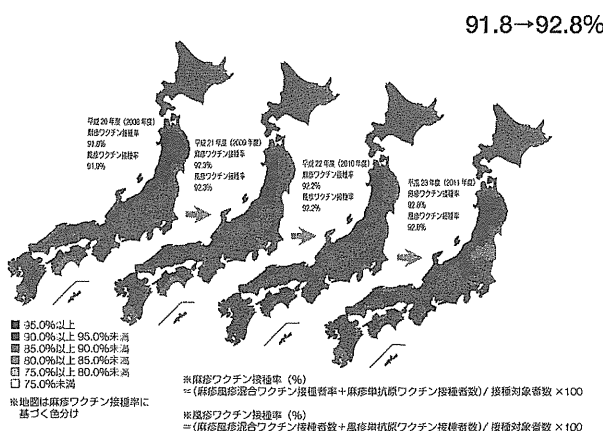 91.8→92.8%
平成20年度(2008年度)
麻疹ワクチン接種率
91.8%
風疹ワクチン接種率
91.9%
平成21年度(2009年度)
麻疹ワクチン接種率
92.3%
風疹ワクチン接種率
92.3%
平成22年度(2010年度)
麻疹ワクチン接種率
92.2%
風疹ワクチン接種率
92.2%
平成23年度(2011年度)
麻疹ワクチン接種率
92.8%
風疹ワクチン接種率
92.8%
95.0%以上
90.0%以上 95.0%未満
85.0%以上 90.0%未満
80.0%以上 85.0%未満
75.0%以上 80.0%未満
75.0%未満
※地図は麻疹ワクチン接種率に
基づく色分け
※麻疹ワクチン接種率(%)
=(麻疹風疹混合ワクチン接種者率+麻疹単抗原ワクチン接種者数)/ 接種対象者数 ×100
※風疹ワクチン接種率(%)
=(麻疹風疹混合ワクチン接種者数+風疹単抗原ワクチン接種者数)/ 接種対象者数 ×100